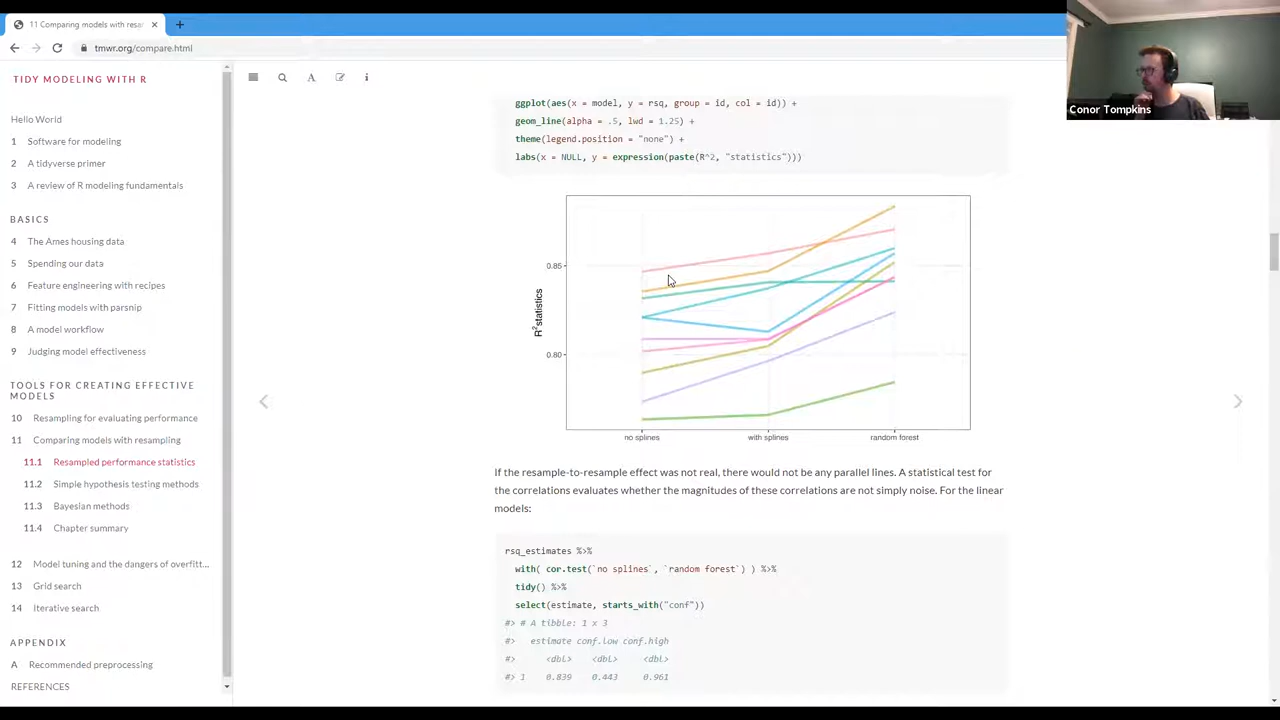 11 Comparing models with resa
tmwr.org/compare.html
Conor Tompkins
TIDY MODELING WITH R
Hello World
1 Software for modeling
2 A tidyverse primer
3 A review of R modeling fundamentals
BASICS
4 The Ames housing data
5 Spending our data
6 Feature engineering with recipes
7 Fitting models with parsnip
8 A model workflow
9 Judging model effectiveness
TOOLS FOR CREATING EFFECTIVE
MODELS
10 Resampling for evaluating performance
11 Comparing models with resampling
11.1 Resampled performance statistics
11.2 Simple hypothesis testing methods
11.3 Bayesian methods
11.4 Chapter summary
12 Model tuning and the dangers of overfitt...
13 Grid search
14 Iterative search
APPENDIX
A Recommended preprocessing
REFERENCES
ggplot(aes(x = model, y = rsq, group = id, col = id)) +
geom_line(alpha = .5, lwd = 1.25) +
theme(legend.position = "none") +
labs(x = NULL, y = expression(paste(R^2, "statistics")))
R²statistics
0.85
0.80
no splines
with splines
random forest
If the resample-to-resample effect was not real, there would not be any parallel lines. A statistical test for
the correlations evaluates whether the magnitudes of these correlations are not simply noise. For the linear
models:
rsq_estimates %>%
with( cor.test(`no splines`, `random forest`) ) %>%
tidy() %>%
select(estimate, starts_with("conf"))
#> # A tibble: 1 x 3
#> estimate conf.low conf.high
#> <dbl> <dbl> <dbl>
#> 1 0.839 0.443 0.961